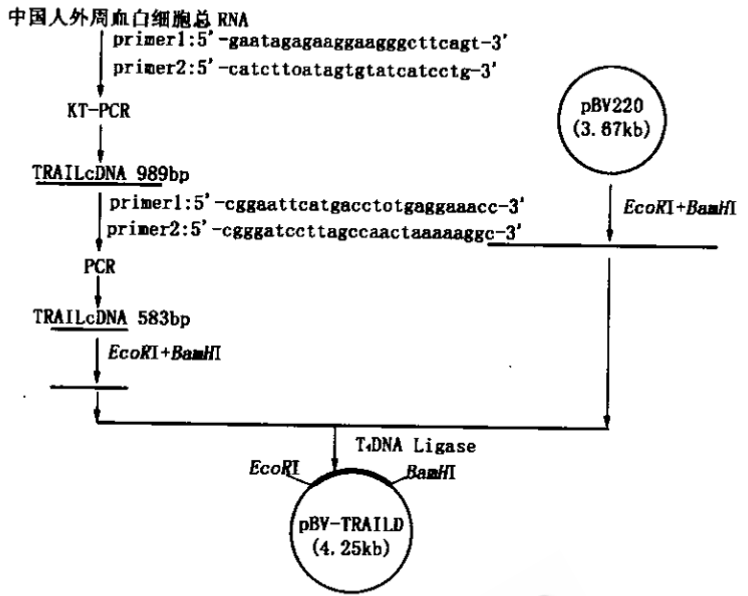 中国人外周血白细胞总 RNA
primer1:5'-gaatagagaaggaagggcttcagt-3'
primer2:5'-catcttoatagtgtatcatcctg-3'
KT-PCR
TRAILcDNA 989bp
primer1:5'-cggaattcatgacctotgaggaaacc-3'
primer2:5'-cgggatccttagccaactaaaaaggc-3'
PCR
TRAILcDNA 583bp
EcoRI+BamHI
pBV220
(3.67kb)
EcoRI+BamHI
T₄DNA Ligase
EcoRI
BamHI
pBV-TRAILD
(4.25kb)